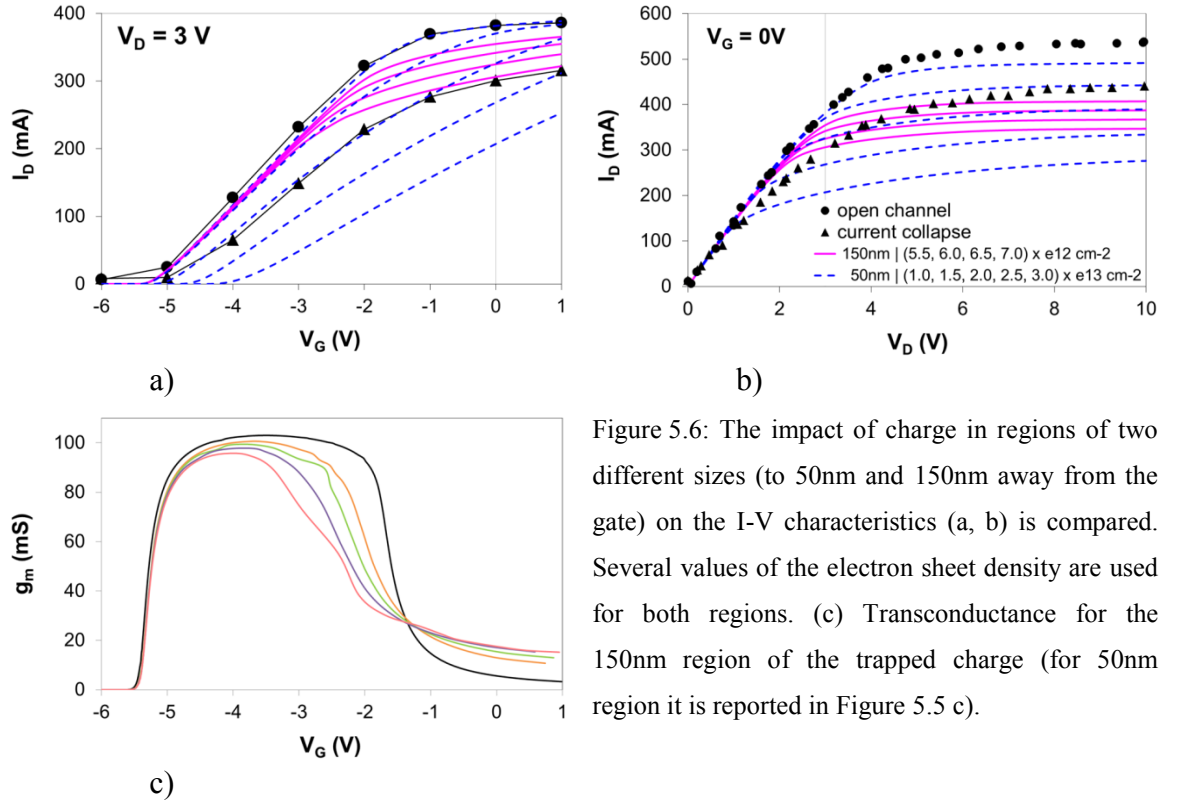 V_D = 3 V
I_D (mA)
400
300
200
100
0
-6 -5 -4 -3 -2 -1 0 1
V_G (V)
a)
V_G = 0V
I_D (mA)
600
500
400
300
200
100
0
open channel
current collapse
150nm | (5.5, 6.0, 6.5, 7.0) x e12 cm-2
50nm | (1.0, 1.5, 2.0, 2.5, 3.0) x e13 cm-2
0 2 4 6 8 10
V_D (V)
b)
g_m (mS)
100
80
60
40
20
0
-6 -5 -4 -3 -2 -1 0 1
V_G (V)
c)
Figure 5.6: The impact of charge in regions of two
different sizes (to 50nm and 150nm away from the
gate) on the I-V characteristics (a, b) is compared.
Several values of the electron sheet density are used
for both regions. (c) Transconductance for the
150nm region of the trapped charge (for 50nm
region it is reported in Figure 5.5 c).